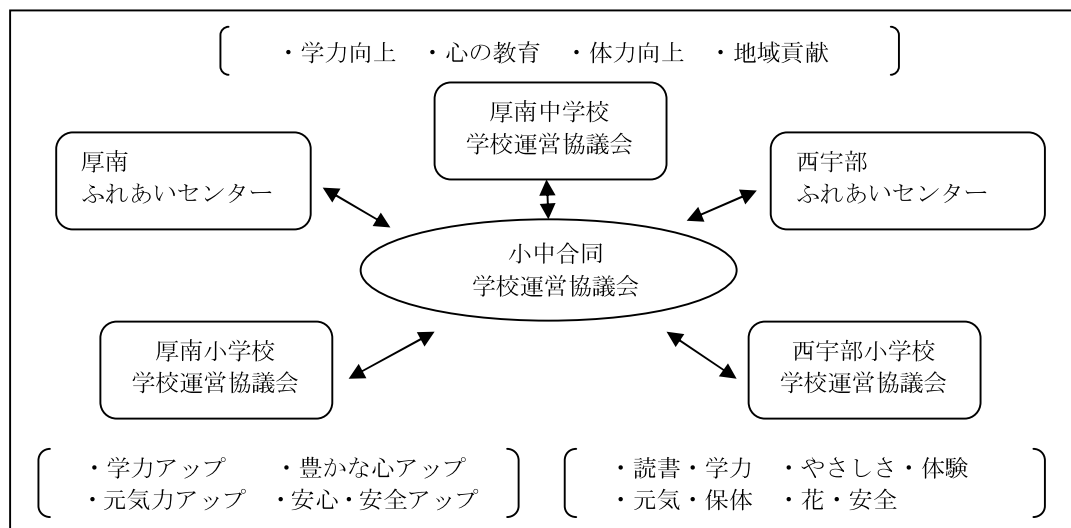 ・学力向上 ・心の教育 ・体力向上 ・地域貢献
厚南中学校
学校運営協議会
厚南
ふれあいセンター
西宇部
ふれあいセンター
小中合同
学校運営協議会
厚南小学校
学校運営協議会
西宇部小学校
学校運営協議会
・学力アップ ・豊かな心アップ
・元気力アップ ・安心・安全アップ
・読書・学力 ・やさしさ・体験
・元気・保体 ・花・安全